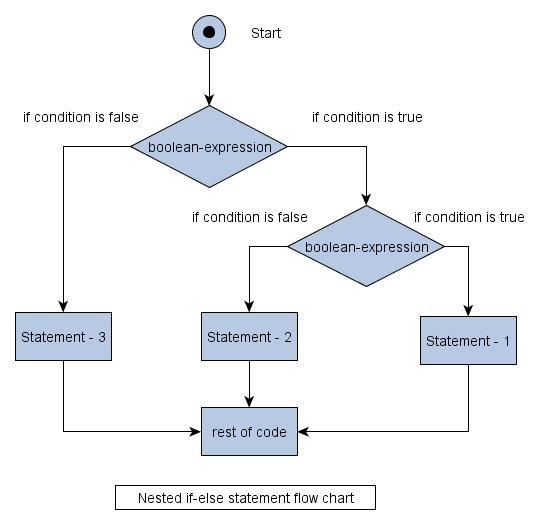 Start
if condition is false
if condition is true
boolean-expression
if condition is false
if condition is true
boolean-expression
Statement - 3
Statement - 2
Statement - 1
rest of code
Nested if-else statement flow chart